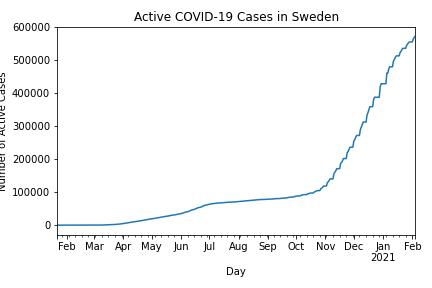 Active COVID-19 Cases in Sweden
600000
500000
400000
300000
200000
100000
0
Number of Active Cases
Feb Mar Apr May Jun Jul Aug Sep Oct Nov Dec Jan Feb
2021
Day